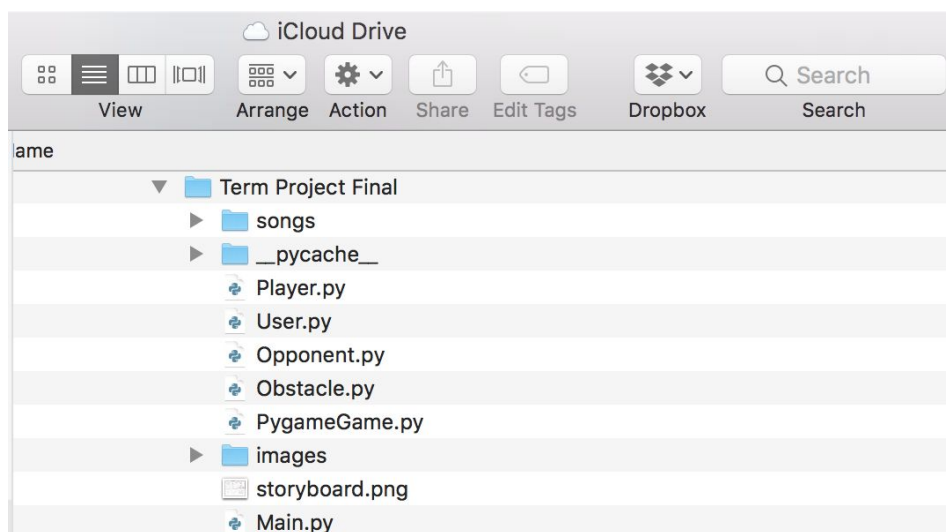 iCloud Drive
Search
View Arrange Action Share Edit Tags Dropbox Search
ame
Term Project Final
songs
__pycache__
Player.py
User.py
Opponent.py
Obstacle.py
PygameGame.py
images
storyboard.png
Main.py